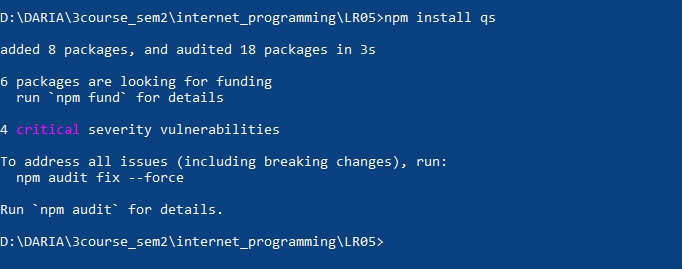 D:\DARIA\3course_sem2\internet_programming\LR05>npm install qs
added 8 packages, and audited 18 packages in 3s
6 packages are looking for funding
  run `npm fund` for details
4 critical severity vulnerabilities
To address all issues (including breaking changes), run:
  npm audit fix --force
Run `npm audit` for details.
D:\DARIA\3course_sem2\internet_programming\LR05>